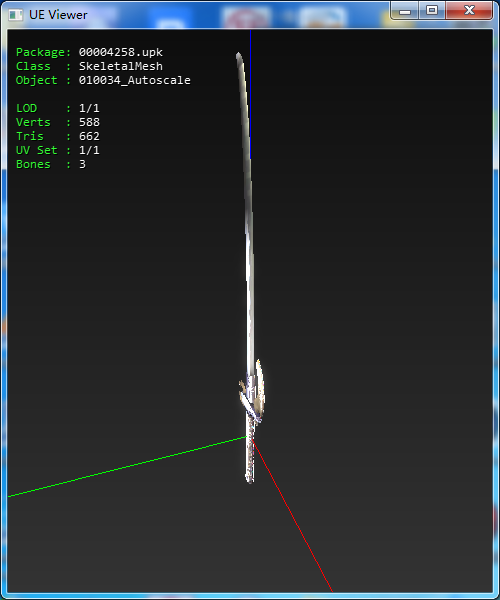 UE Viewer
Package: 00004258.upk
Class  : SkeletalMesh
Object : 010034_Autoscale
LOD    : 1/1
Verts  : 588
Tris   : 662
UV Set : 1/1
Bones  : 3